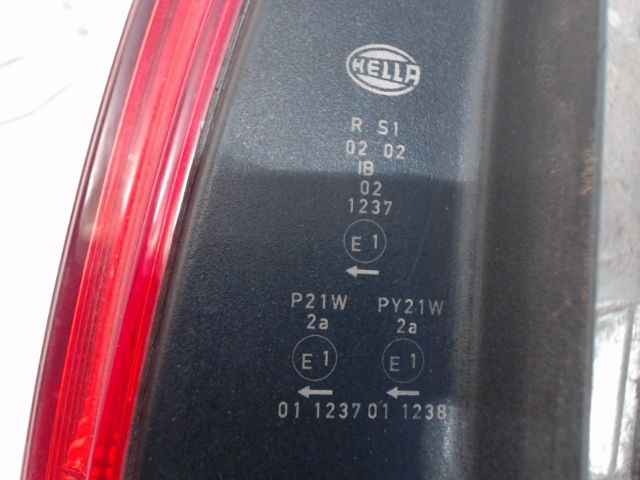 HELLA
R S1
02 02
IB
02
1237
E1
P21W PY21W
2a 2a
E1 E1
01 1237 01 1238